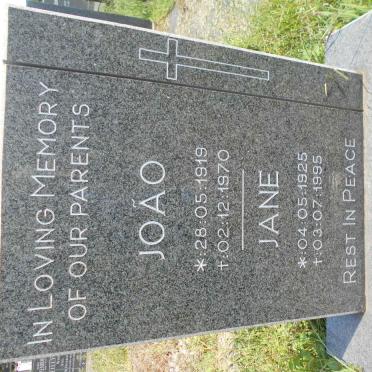 IN LOVING MEMORY
OF OUR PARENTS
JOÃO
*:28:05:1919
†:02:12:1970
JANE
*:04:05:1925
†:03:07:1995
REST IN PEACE